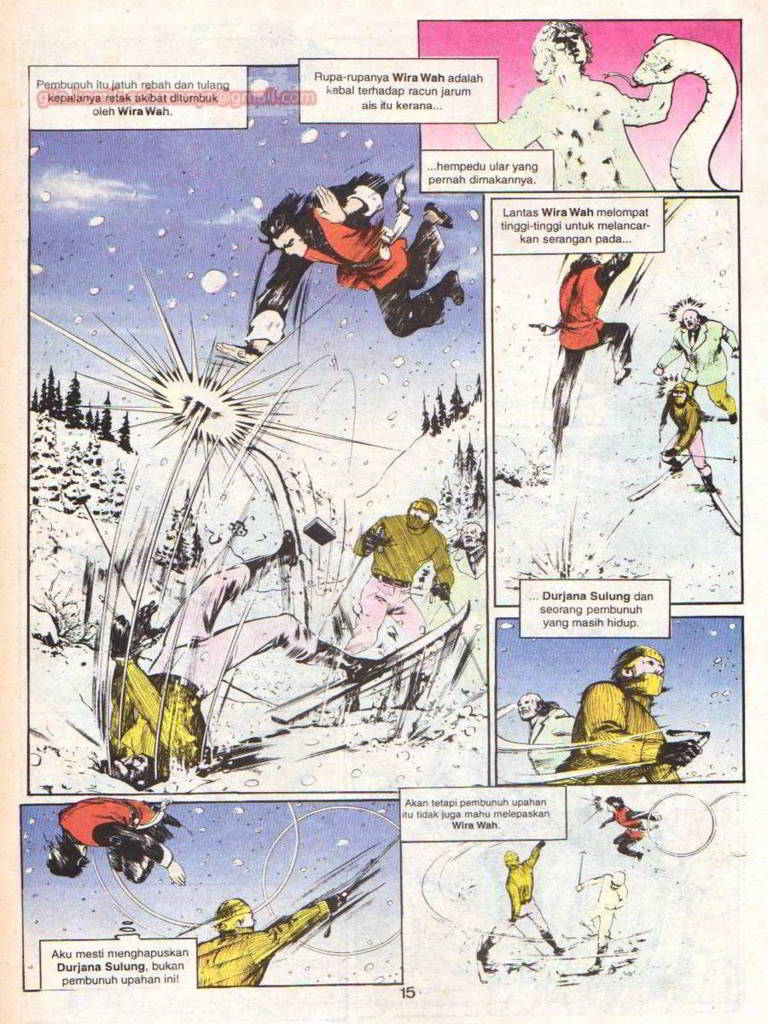 Pembunuh itu jatuh rebah dan tulang
kepalanya retak akibat ditumbuk
oleh Wira Wah.
Rupa-rupanya Wira Wah adalah
kebal terhadap racun jarum
ais itu kerana...
...hempedu ular yang
pernah dimakannya.
Lantas Wira Wah melompat
tinggi-tinggi untuk melancar-
kan serangan pada...
... Durjana Sulung dan
seorang pembunuh
yang masih hidup.
Aku mesti menghapuskan
Durjana Sulung, bukan
pembunuh upahan ini!
Akan tetapi pembunuh upahan
itu tidak juga mahu melepaskan
Wira Wah.
15